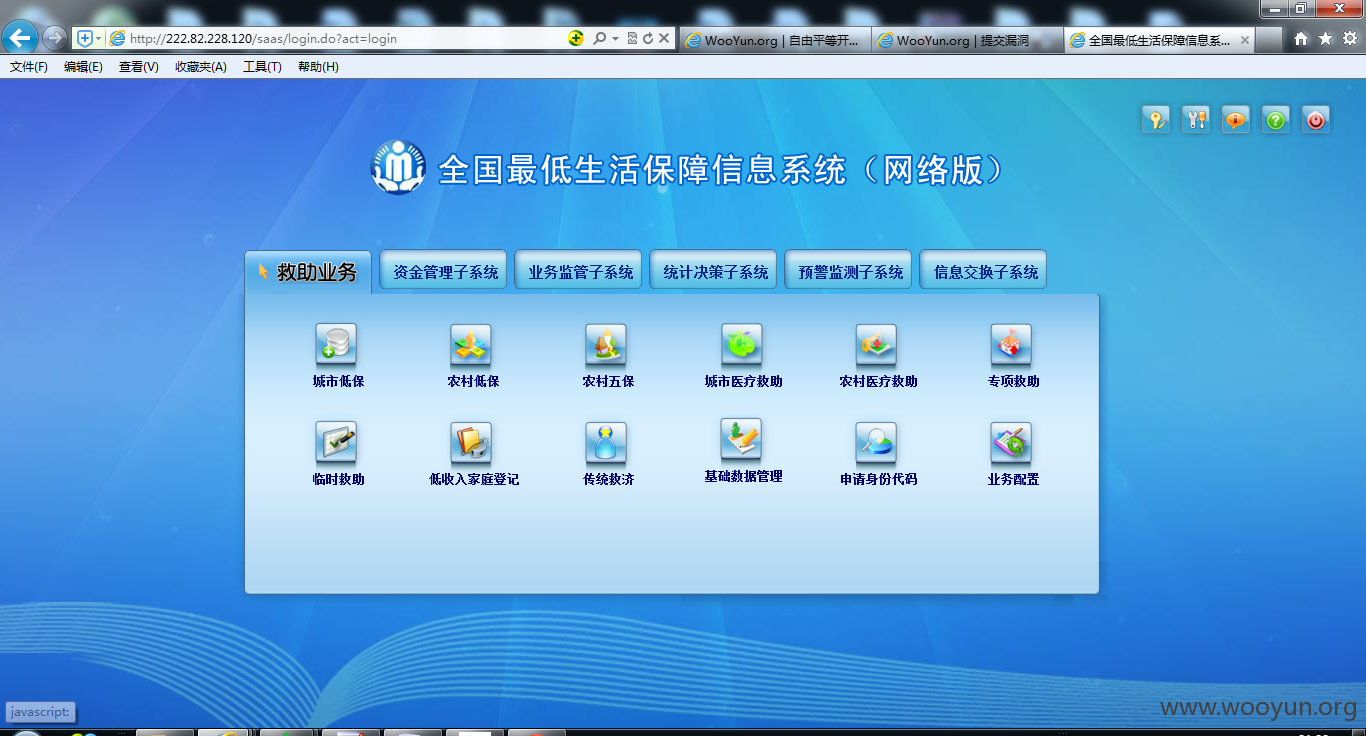 http://222.82.228.120/saas/login.do?act=login
WooYun.org | 自由平等开...
WooYun.org | 提交漏洞
全国最低生活保障信息系...
文件(F) 编辑(E) 查看(V) 收藏夹(A) 工具(T) 帮助(H)
全国最低生活保障信息系统（网络版）
救助业务 资金管理子系统 业务监管子系统 统计决策子系统 预警监测子系统 信息交换子系统
城市低保 农村低保 农村五保 城市医疗救助 农村医疗救助 专项救助
临时救助 低收入家庭登记 传统救济 基础数据管理 申请身份代码 业务配置
javascript:
www.wooyun.org